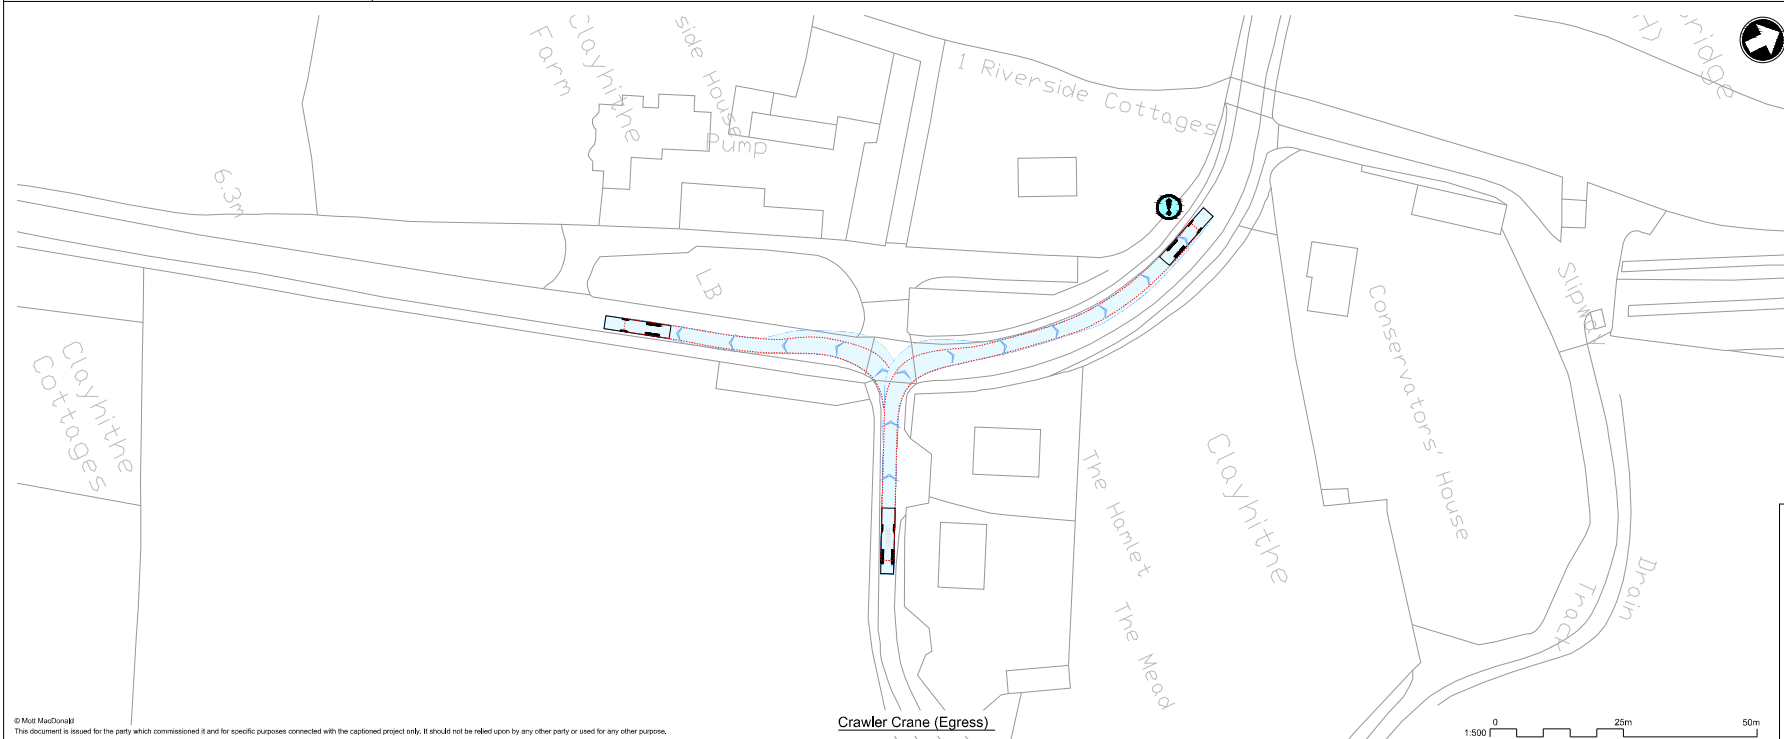 side House
Clayhithe
Farm
Pump
1 Riverside Cottages
6.3m
LB
Slipway
Conservators' House
Clayhithe
Cottages
The Hamlet
Clayhithe
The Mead
Drain
Track
© Mott MacDonald
This document is issued for the party which commissioned it and for specific purposes connected with the captioned project only. It should not be relied upon by any other party or used for any other purpose.
Crawler Crane (Egress)
1:500
0 25m 50m